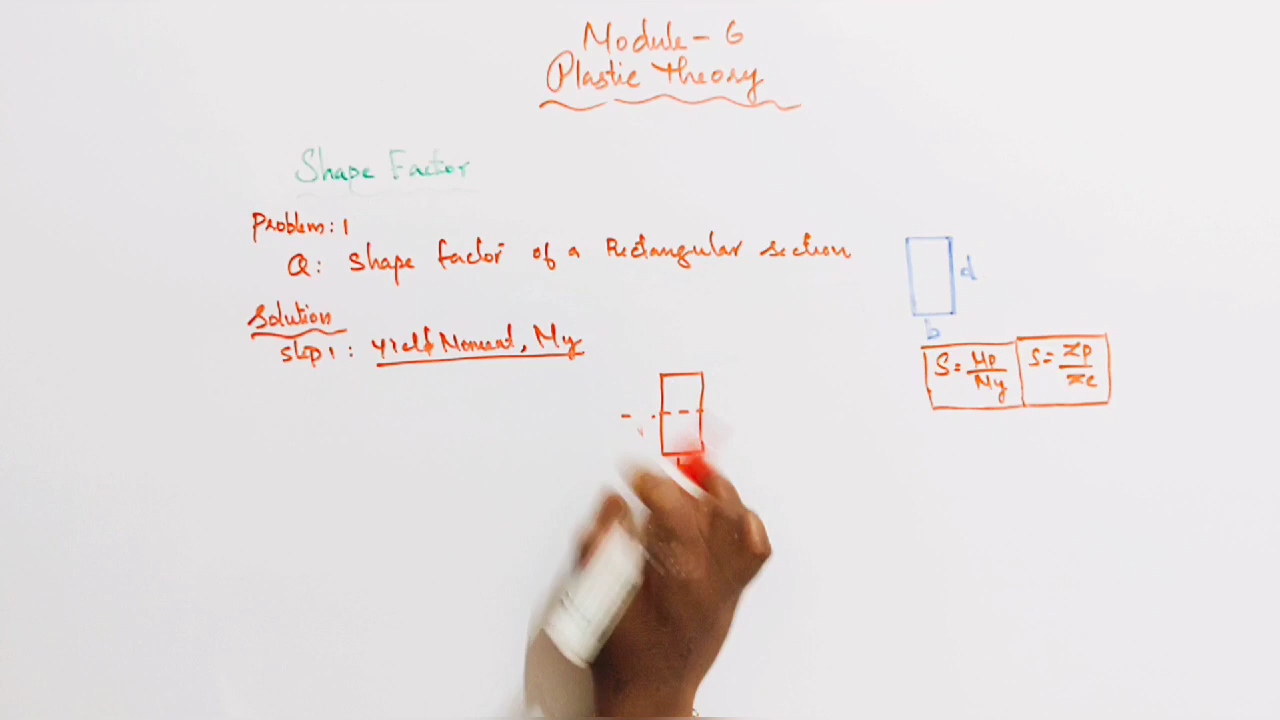 Module - 6
Plastic Theory
Shape Factor
Problem: 1
Q: Shape factor of a Rectangular section
d
b
Solution
Step 1: Yield Moment, My
S = Mp/My
S = Zp/Ze